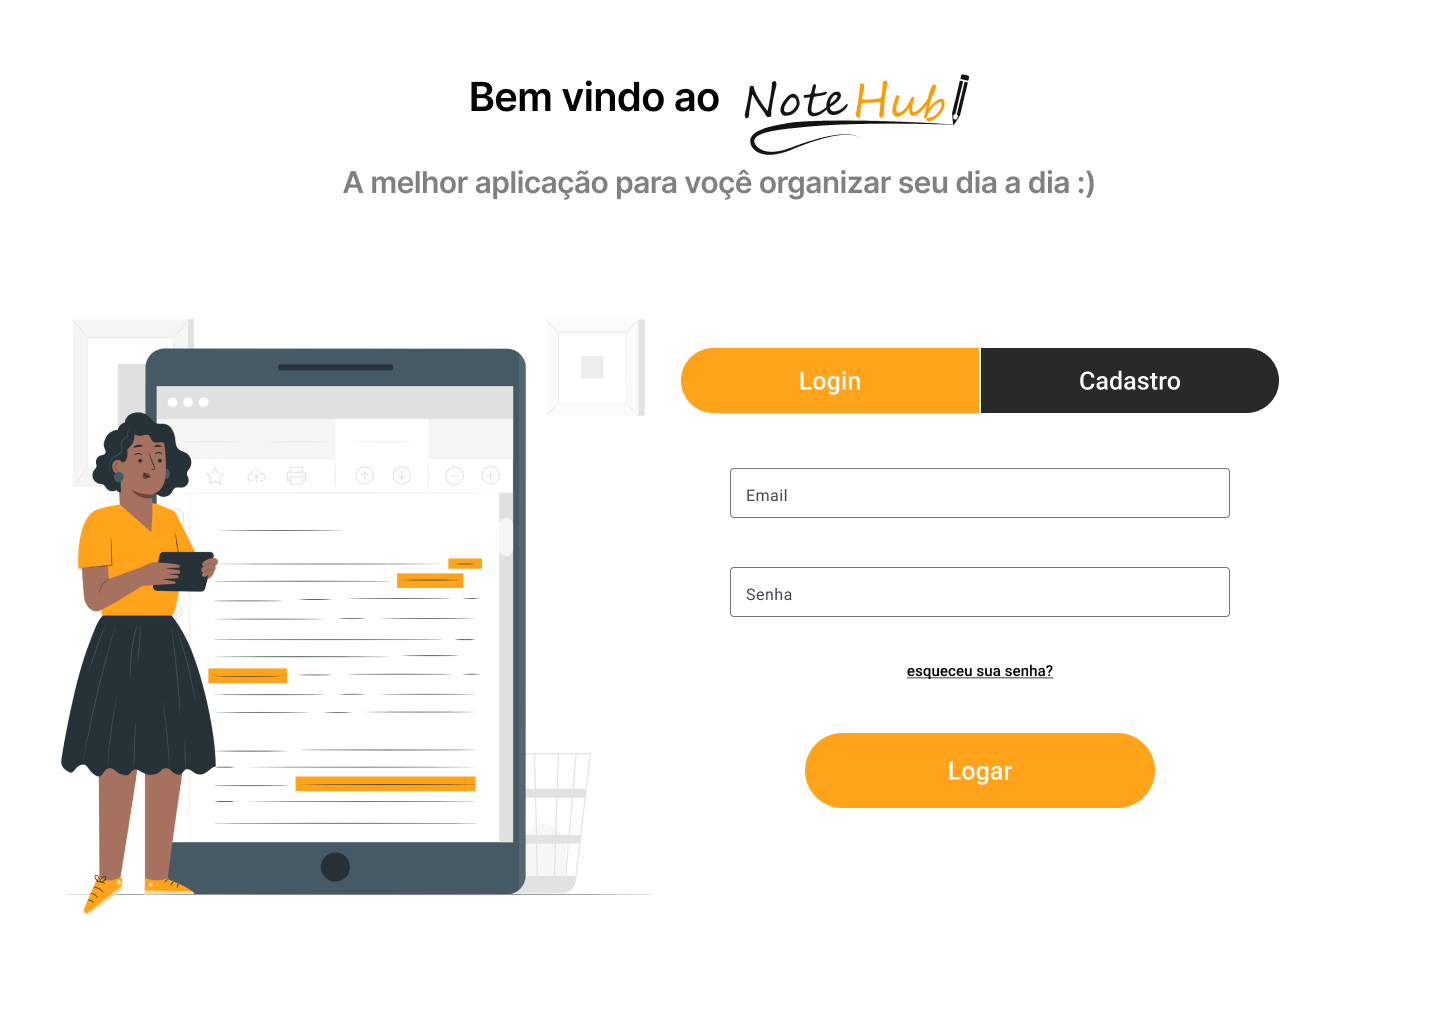 Bem vindo ao NoteHub
A melhor aplicação para voçê organizar seu dia a dia :)
Login
Cadastro
Email
Senha
esqueceu sua senha?
Logar